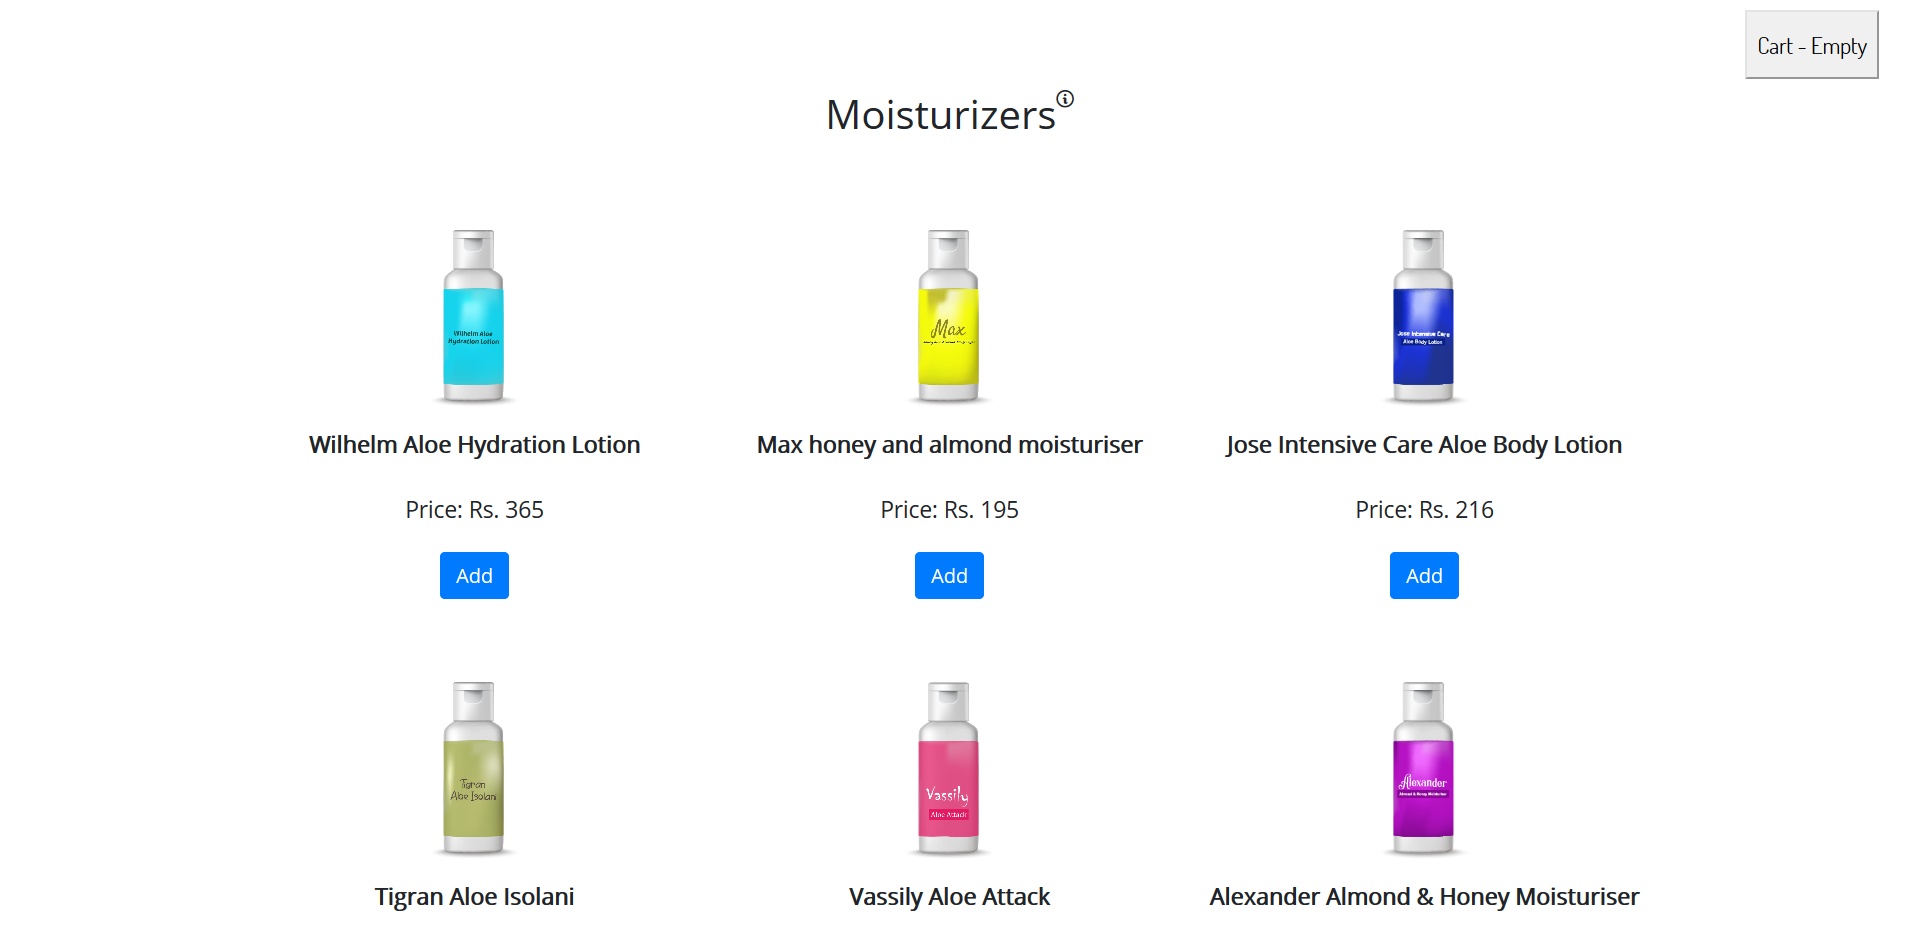 Cart - Empty
Moisturizers
Wilhelm Aloe
Hydration Lotion
Max
Jose Intensive Care
Aloe Body Lotion
Wilhelm Aloe Hydration Lotion
Max honey and almond moisturiser
Jose Intensive Care Aloe Body Lotion
Price: Rs. 365
Price: Rs. 195
Price: Rs. 216
Add
Add
Add
Tigran
Aloe Isolani
Vassily
Aloe Attack
Alexander
Almond & Honey Moisturiser
Tigran Aloe Isolani
Vassily Aloe Attack
Alexander Almond & Honey Moisturiser